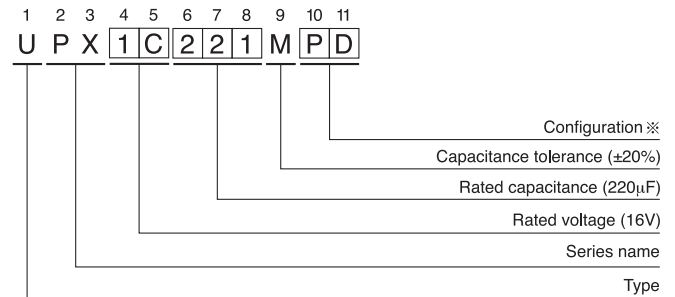 1 2 3 4 5 6 7 8 9 10 11
U P X 1 C 2 2 1 M P D
Configuration ※
Capacitance tolerance (±20%)
Rated capacitance (220μF)
Rated voltage (16V)
Series name
Type